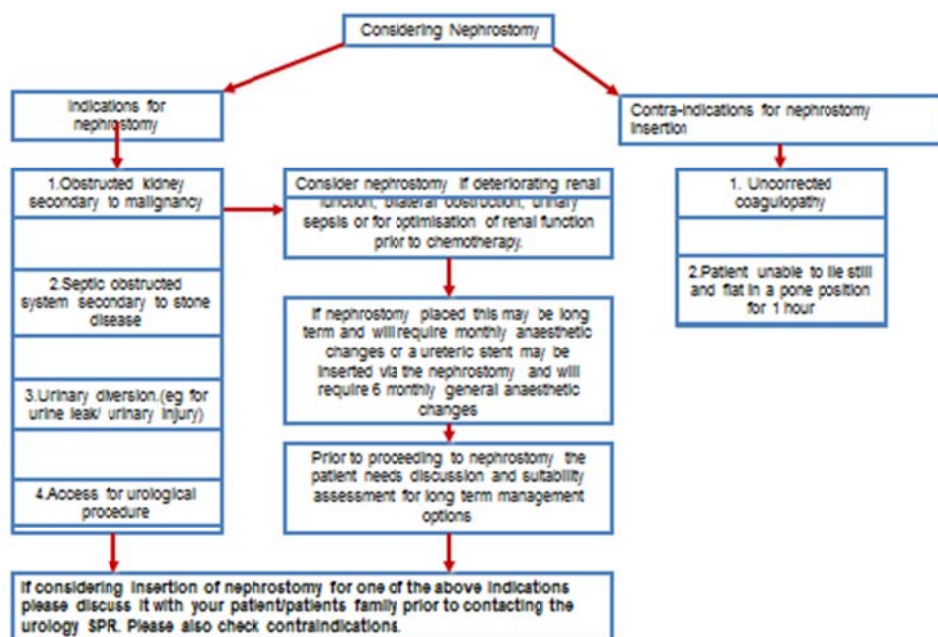 Considering Nephrostomy
Indications for
nephrostomy
Contra-indications for nephrostomy
insertion
1.Obstructed kidney
secondary to malignancy
2.Septic obstructed
system secondary to stone
disease
3.Urinary diversion.(eg for
urine leak/ urinary injury)
4.Access for urological
procedure
Consider nephrostomy if deteriorating renal
function, bilateral obstruction, urinary
sepsis or for optimisation of renal function
prior to chemotherapy.
If nephrostomy placed this may be long
term and will require monthly anaesthetic
changes or a ureteric stent may be
inserted via the nephrostomy and will
require 6 monthly general anaesthetic
changes
Prior to proceeding to nephrostomy the
patient needs discussion and suitability
assessment for long term management
options
1. Uncorrected
coagulopathy
2.Patient unable to lie still
and flat in a pone position
for 1 hour
If considering insertion of nephrostomy for one of the above indications
please discuss it with your patient/patients family prior to contacting the
urology SPR. Please also check contraindications.